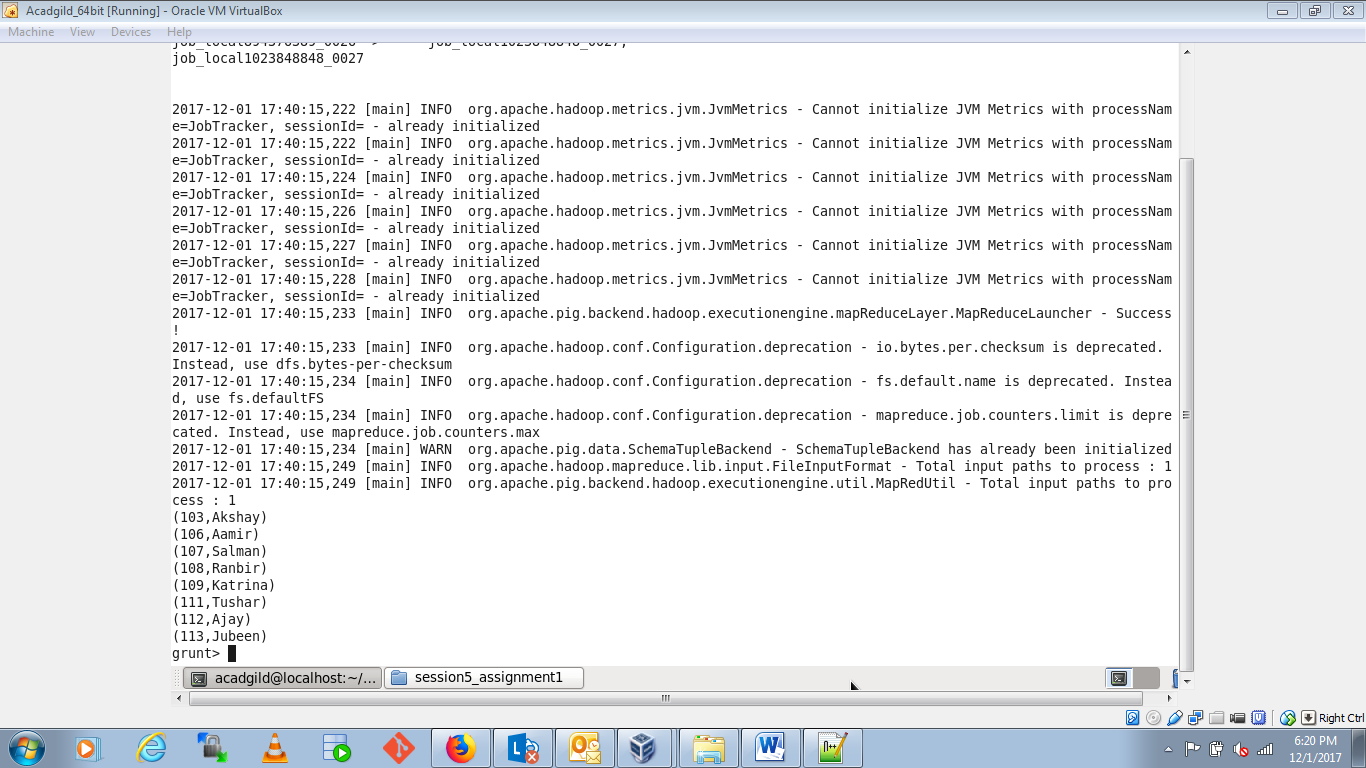 Acadgild_64bit [Running] - Oracle VM VirtualBox
Machine View Devices Help
job_local1023848848_0027,
job_local1023848848_0027
2017-12-01 17:40:15,222 [main] INFO  org.apache.hadoop.metrics.jvm.JvmMetrics - Cannot initialize JVM Metrics with processNam
e=JobTracker, sessionId= - already initialized
2017-12-01 17:40:15,222 [main] INFO  org.apache.hadoop.metrics.jvm.JvmMetrics - Cannot initialize JVM Metrics with processNam
e=JobTracker, sessionId= - already initialized
2017-12-01 17:40:15,224 [main] INFO  org.apache.hadoop.metrics.jvm.JvmMetrics - Cannot initialize JVM Metrics with processNam
e=JobTracker, sessionId= - already initialized
2017-12-01 17:40:15,226 [main] INFO  org.apache.hadoop.metrics.jvm.JvmMetrics - Cannot initialize JVM Metrics with processNam
e=JobTracker, sessionId= - already initialized
2017-12-01 17:40:15,227 [main] INFO  org.apache.hadoop.metrics.jvm.JvmMetrics - Cannot initialize JVM Metrics with processNam
e=JobTracker, sessionId= - already initialized
2017-12-01 17:40:15,228 [main] INFO  org.apache.hadoop.metrics.jvm.JvmMetrics - Cannot initialize JVM Metrics with processNam
e=JobTracker, sessionId= - already initialized
2017-12-01 17:40:15,233 [main] INFO  org.apache.pig.backend.hadoop.executionengine.mapReduceLayer.MapReduceLauncher - Success
!
2017-12-01 17:40:15,233 [main] INFO  org.apache.hadoop.conf.Configuration.deprecation - io.bytes.per.checksum is deprecated.
Instead, use dfs.bytes-per-checksum
2017-12-01 17:40:15,234 [main] INFO  org.apache.hadoop.conf.Configuration.deprecation - fs.default.name is deprecated. Instea
d, use fs.defaultFS
2017-12-01 17:40:15,234 [main] INFO  org.apache.hadoop.conf.Configuration.deprecation - mapreduce.job.counters.limit is depre
cated. Instead, use mapreduce.job.counters.max
2017-12-01 17:40:15,234 [main] WARN  org.apache.pig.data.SchemaTupleBackend - SchemaTupleBackend has already been initialized
2017-12-01 17:40:15,249 [main] INFO  org.apache.hadoop.mapreduce.lib.input.FileInputFormat - Total input paths to process : 1
2017-12-01 17:40:15,249 [main] INFO  org.apache.pig.backend.hadoop.executionengine.util.MapRedUtil - Total input paths to pro
cess : 1
(103,Akshay)
(106,Aamir)
(107,Salman)
(108,Ranbir)
(109,Katrina)
(111,Tushar)
(112,Ajay)
(113,Jubeen)
grunt>
acadgild@localhost:~/... session5_assignment1
Right Ctrl
6:20 PM
12/1/2017